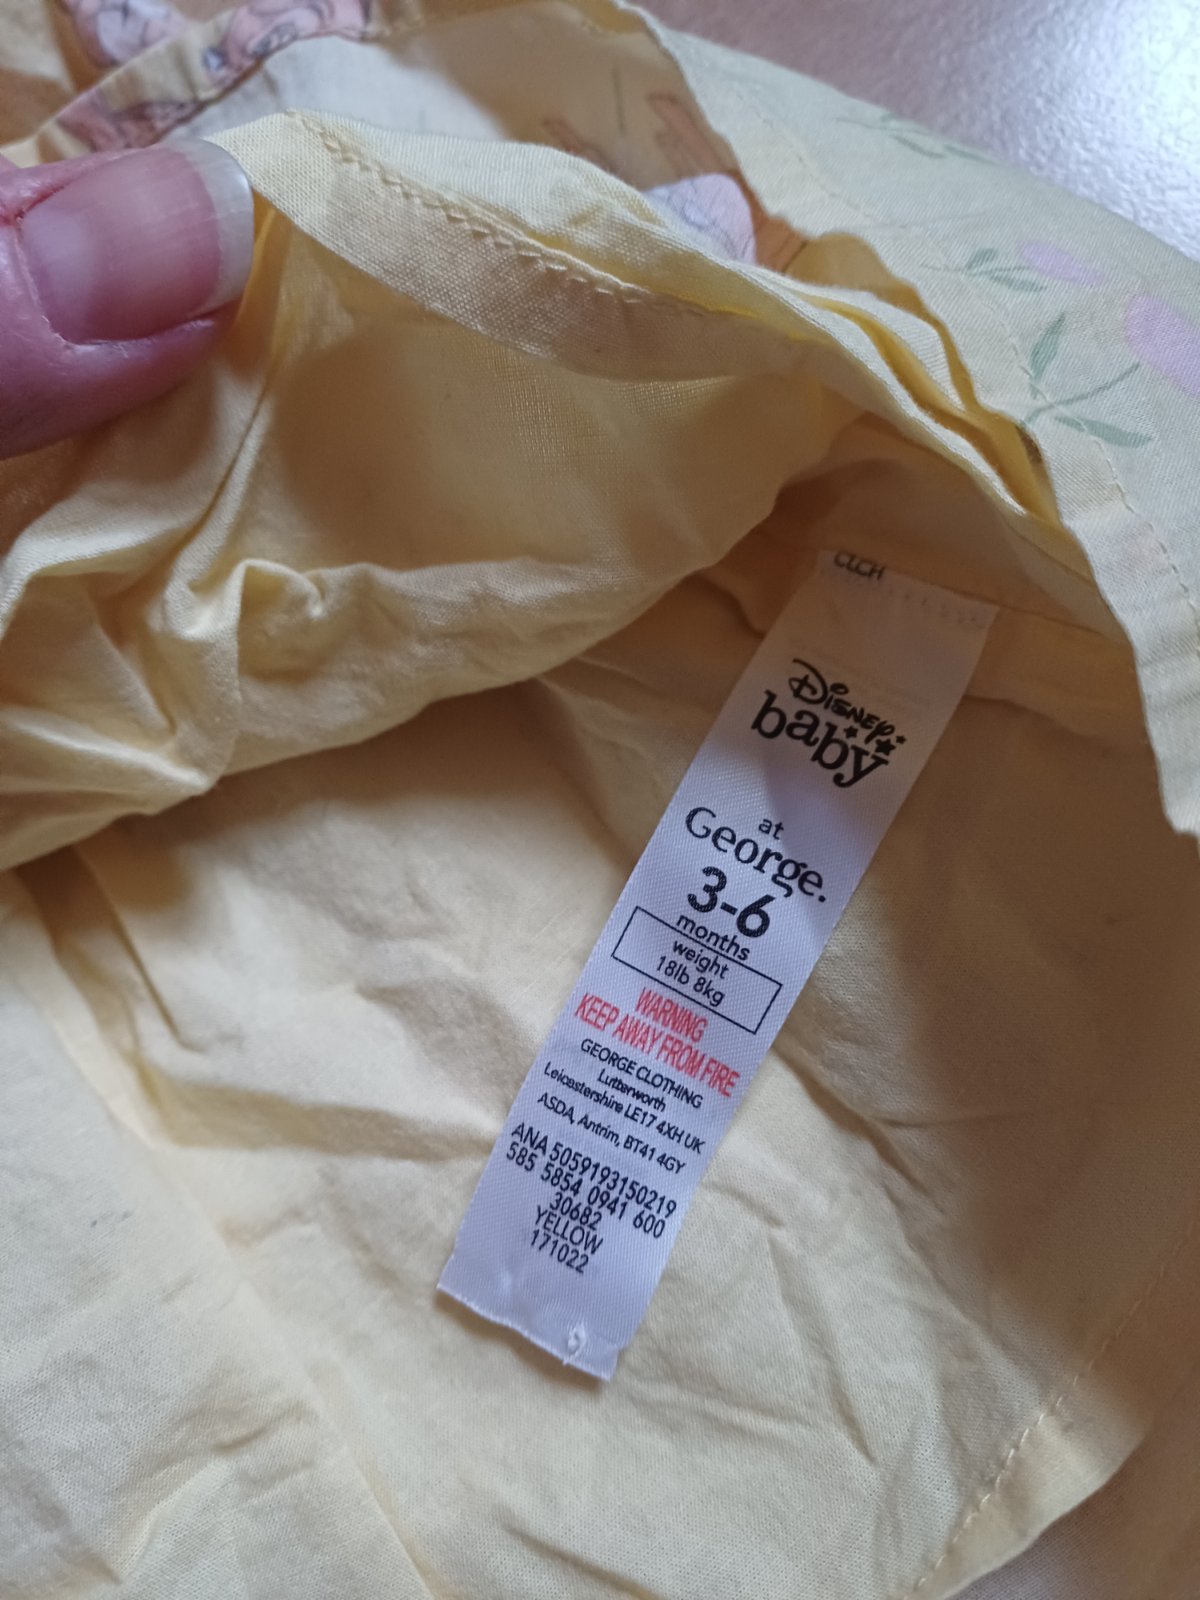 CLCH
Disney
baby
at
George.
3-6
months
weight
18lb 8kg
WARNING
KEEP AWAY FROM FIRE
GEORGE CLOTHING
Lutterworth
Leicestershire LE17 4XH UK
ASDA, Antrim, BT41 4GY
ANA 5059193150219
585 5854 0941 600
30682
YELLOW
171022